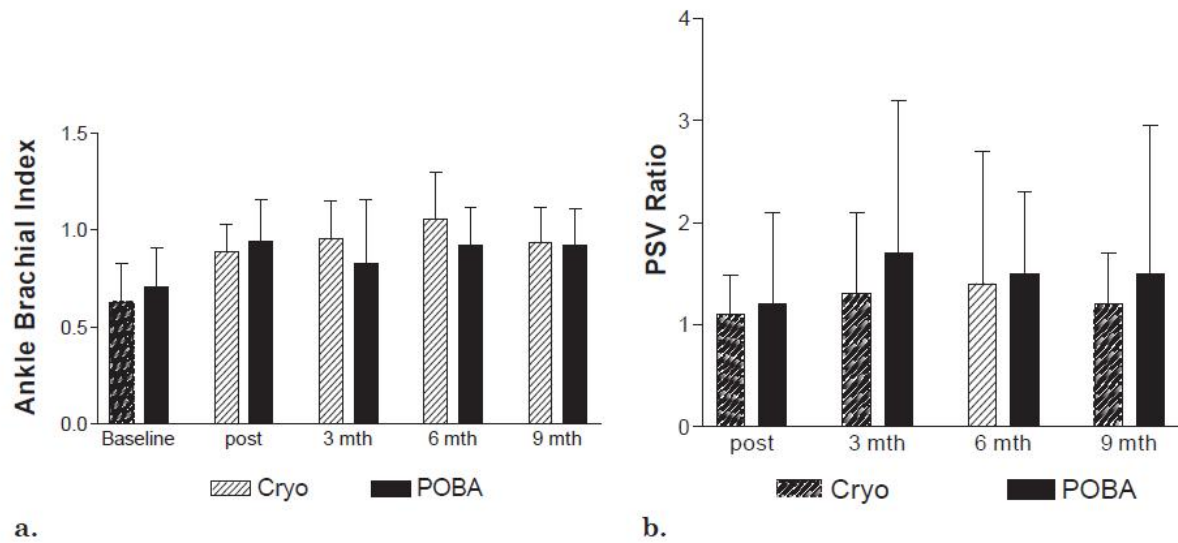 Ankle Brachial Index
1.5
1.0
0.5
0.0
Baseline post 3 mth 6 mth 9 mth
Cryo POBA
a.
PSV Ratio
4
3
2
1
0
post 3 mth 6 mth 9 mth
Cryo POBA
b.